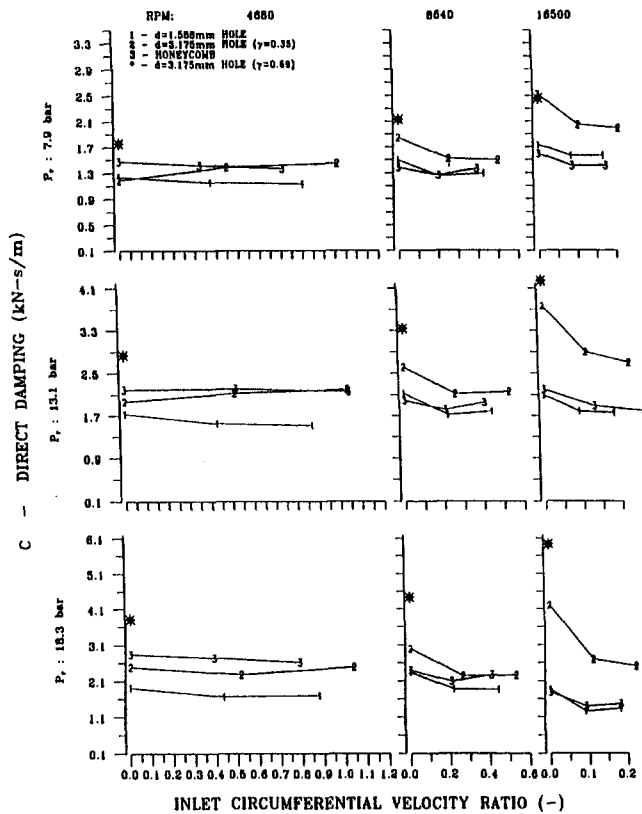 RPM: 4680 8640 16500
1 - d=1.588mm HOLE
2 - d=3.175mm HOLE (γ=0.35)
3 - HONEYCOMB
* - d=3.175mm HOLE (γ=0.69)
3.3
2.9
2.5
2.1
1.7
1.3
0.9
0.5
0.1
P_r : 7.9 bar
4.1
3.3
2.5
1.7
0.9
0.1
P_r : 13.1 bar
C - DIRECT DAMPING (kN-s/m)
6.1
5.1
4.1
3.1
2.1
1.1
0.1
P_r : 18.3 bar
0.0 0.1 0.2 0.3 0.4 0.5 0.6 0.7 0.8 0.9 1.0 1.1 1.2 0.0 0.2 0.4 0.6 0.0 0.1 0.2
INLET CIRCUMFERENTIAL VELOCITY RATIO (-)